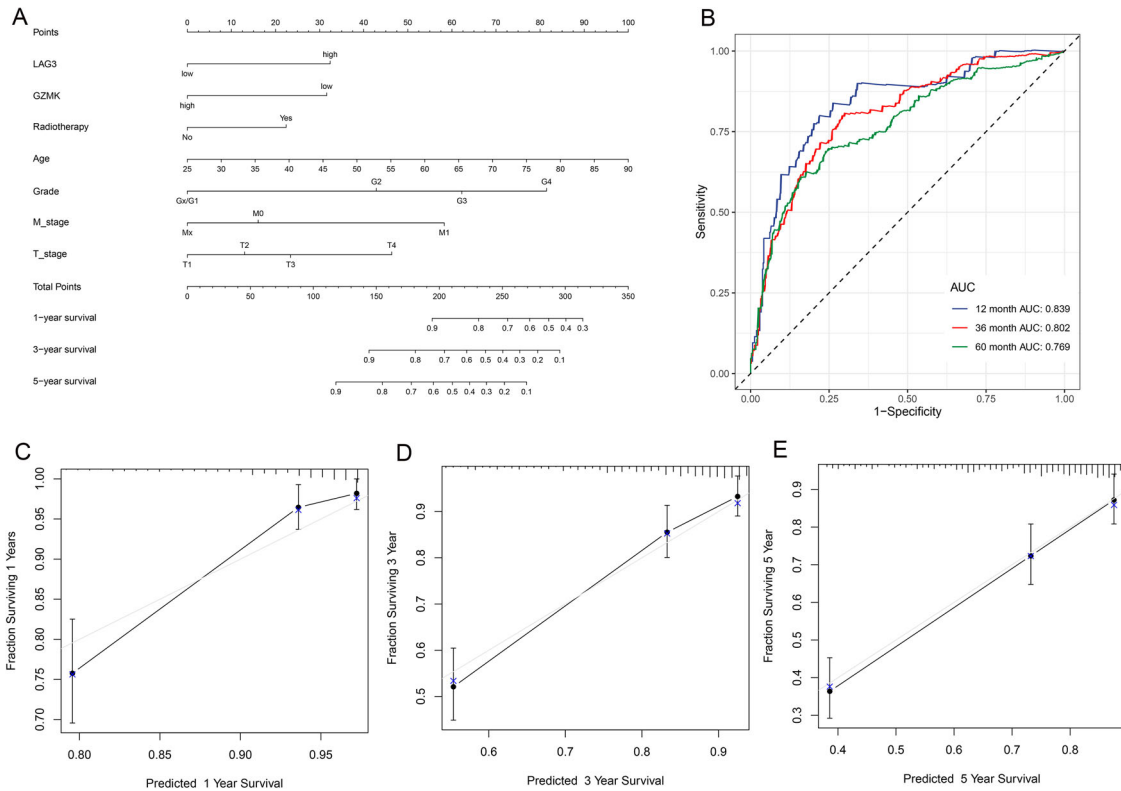 A
Points
0 10 20 30 40 50 60 70 80 90 100
LAG3
high
low
GZMK
low
high
Radiotherapy
Yes
No
Age
25 30 35 40 45 50 55 60 65 70 75 80 85 90
Grade
G2 G4
Gx/G1 G3
M_stage
M0
Mx M1
T_stage
T2 T4
T1 T3
Total Points
0 50 100 150 200 250 300 350
1−year survival
0.9 0.8 0.7 0.6 0.5 0.4 0.3
3−year survival
0.9 0.8 0.7 0.6 0.5 0.4 0.3 0.2 0.1
5−year survival
0.9 0.8 0.7 0.6 0.5 0.4 0.3 0.2 0.1
B
Sensitivity
1.00
0.75
0.50
0.25
0.00
AUC
12 month AUC: 0.839
36 month AUC: 0.802
60 month AUC: 0.769
0.00 0.25 0.50 0.75 1.00
1−Specificity
C
Fraction Surviving 1 Years
1.00
0.95
0.90
0.85
0.80
0.75
0.70
0.80 0.90 0.95
Predicted 1 Year Survival
D
Fraction Surviving 3 Year
0.9
0.8
0.7
0.6
0.5
0.6 0.7 0.8 0.9
Predicted 3 Year Survival
E
Fraction Surviving 5 Year
0.9
0.8
0.7
0.6
0.5
0.4
0.3
0.4 0.5 0.6 0.7 0.8
Predicted 5 Year Survival